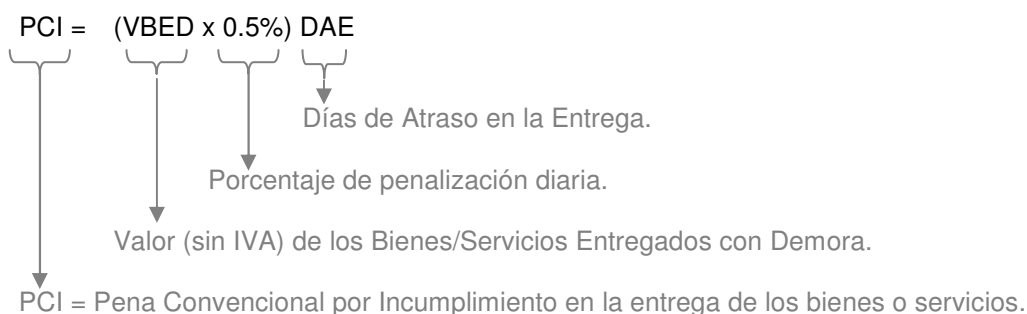 PCI = (VBED x 0.5%) DAE
Días de Atraso en la Entrega.
Porcentaje de penalización diaria.
Valor (sin IVA) de los Bienes/Servicios Entregados con Demora.
PCI = Pena Convencional por Incumplimiento en la entrega de los bienes o servicios.